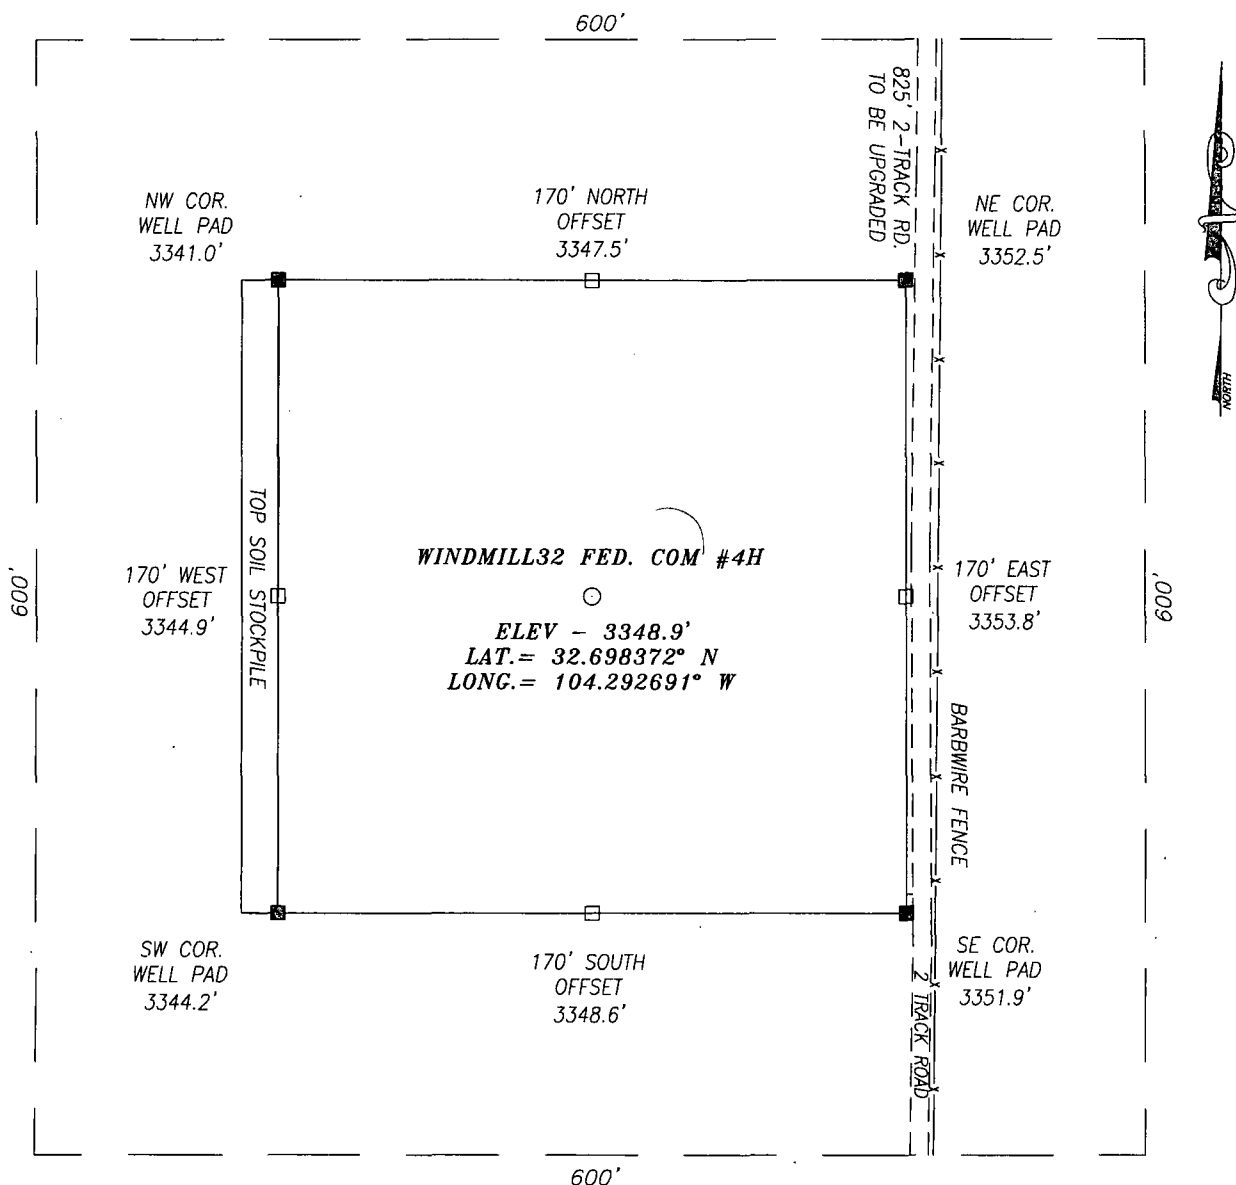 600'
825' 2-TRACK RD.
TO BE UPGRADED
NW COR.
WELL PAD
3341.0'
170' NORTH
OFFSET
3347.5'
NE COR.
WELL PAD
3352.5'
NORTH
TOP SOIL STOCKPILE
WINDMILL32 FED. COM #4H
600'
170' WEST
OFFSET
3344.9'
170' EAST
OFFSET
3353.8'
600'
ELEV - 3348.9'
LAT.= 32.698372° N
LONG.= 104.292691° W
BARBWIRE FENCE
SW COR.
WELL PAD
3344.2'
170' SOUTH
OFFSET
3348.6'
SE COR.
WELL PAD
3351.9'
2 TRACK ROAD
600'